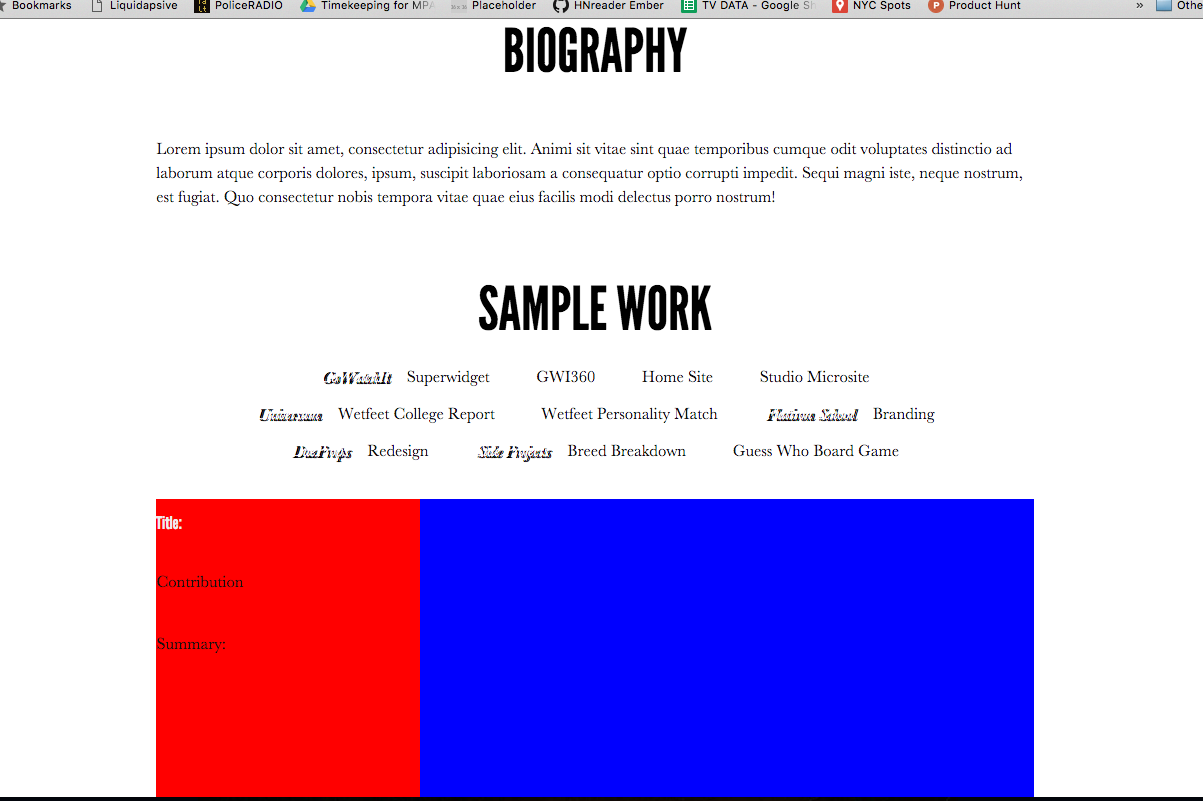 Bookmarks Liquidapsive PoliceRADIO Timekeeping for MPA Placeholder HNreader Ember TV DATA - Google Sh NYC Spots Product Hunt » Othe
BIOGRAPHY
Lorem ipsum dolor sit amet, consectetur adipisicing elit. Animi sit vitae sint quae temporibus cumque odit voluptates distinctio ad
laborum atque corporis dolores, ipsum, suscipit laboriosam a consequatur optio corrupti impedit. Sequi magni iste, neque nostrum,
est fugiat. Quo consectetur nobis tempora vitae quae eius facilis modi delectus porro nostrum!
SAMPLE WORK
GoWatchIt Superwidget GWI360 Home Site Studio Microsite
Universum Wetfeet College Report Wetfeet Personality Match Flatiron School Branding
Redesign Side Projects Breed Breakdown Guess Who Board Game
Title:
Contribution
Summary: